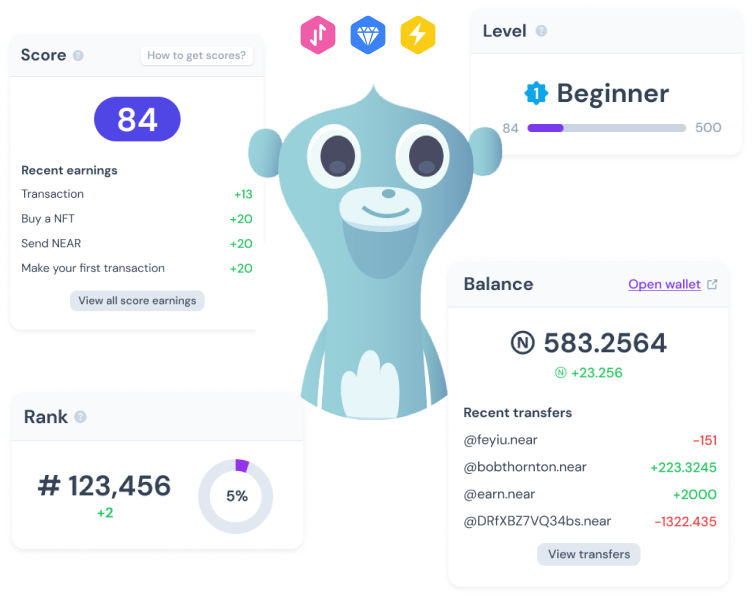 Score ?
How to get scores?
84
Recent earnings
Transaction +13
Buy a NFT +20
Send NEAR +20
Make your first transaction +20
View all score earnings
Level ?
1 Beginner
84 500
Balance Open wallet
N 583.2564
N +23.256
Recent transfers
@feyiu.near -151
@bobthornton.near +223.3245
@earn.near +2000
@DRfXBZ7VQ34bs.near -1322.435
View transfers
Rank ?
# 123,456
+2
5%